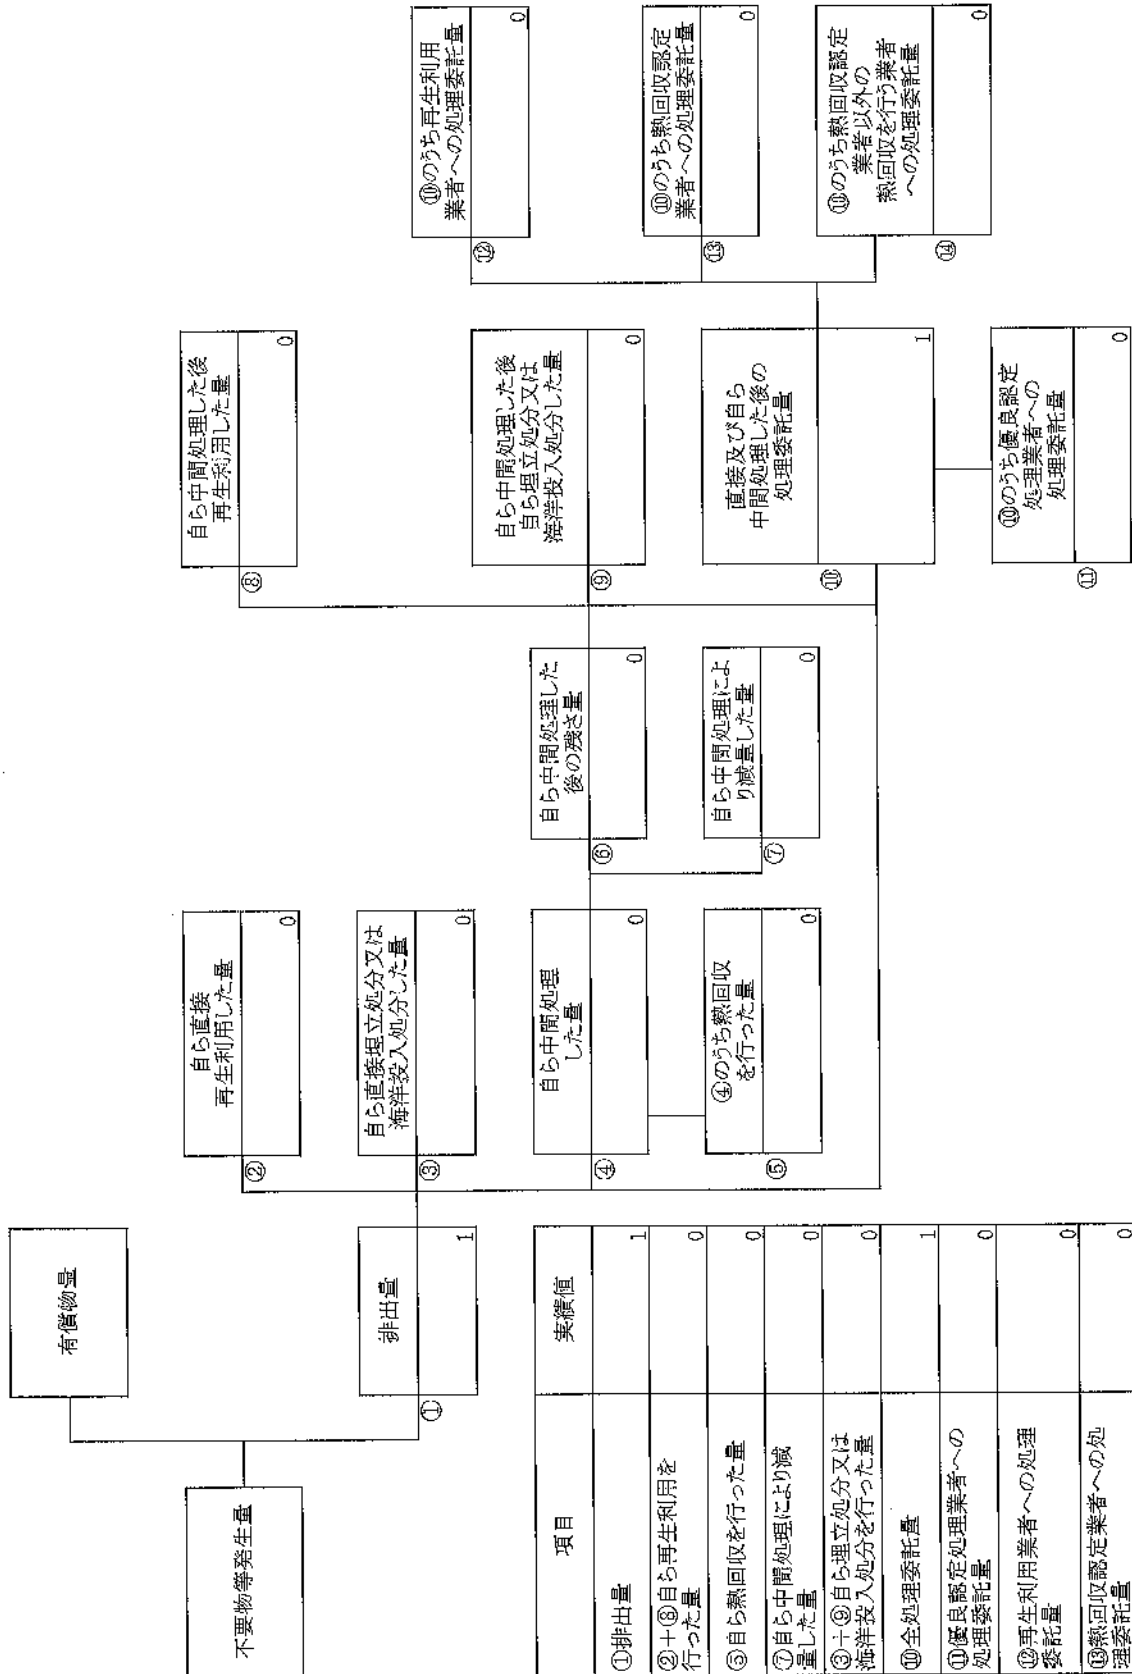 不要物等発生量
有償物量
①
排出量
1
②
自ら直接
再生利用した量
0
③
自ら直接埋立処分又は
海洋投入処分した量
0
④
自ら中間処理
した量
0
⑤
④のうち熱回収
を行った量
0
⑥
自ら中間処理した
後の残さ量
0
⑦
自ら中間処理によ
り減量した量
0
⑧
自ら中間処理した後
再生利用した量
0
⑨
自ら中間処理した後
自ら埋立処分又は
海洋投入処分した量
0
⑩
直接及び自ら
中間処理した後の
処理委託量
1
⑪
⑩のうち優良認定
処理業者への
処理委託量
0
⑫
⑩のうち再生利用
業者への処理委託量
0
⑬
⑩のうち熱回収認定
業者への処理委託量
0
⑭
⑩のうち熱回収認定
業者以外の
熱回収を行う業者
への処理委託量
0
項目 実績値
①排出量 1
②+⑧自ら再生利用を
行った量 0
⑤自ら熱回収を行った量 0
⑦自ら中間処理により減
量した量 0
③+⑨自ら埋立処分又は
海洋投入処分を行った量 0
⑩全処理委託量 1
⑪優良認定処理業者への
処理委託量 0
⑫再生利用業者への処理
委託量 0
⑬熱回収認定業者への処
理委託量 0